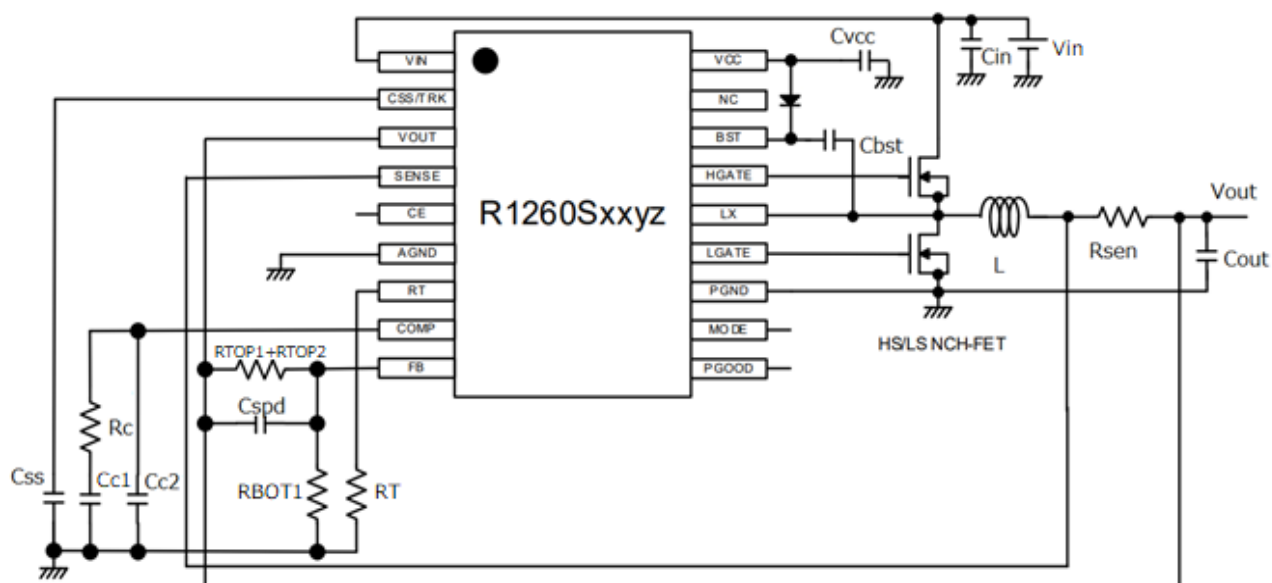 Cvcc
Cin
Vin
VIN
VCC
CSS/TRK
NC
VOUT
BST
Cbst
SENSE
HGATE
R1260Sxxyz
Vout
CE
LX
AGND
LGATE
L
Rsen
Cout
RT
PGND
COMP
MODE
HS/LS NCH-FET
RTOP1+RTOP2
FB
PGOOD
Cspd
Rc
Css
Cc1
Cc2
RBOT1
RT